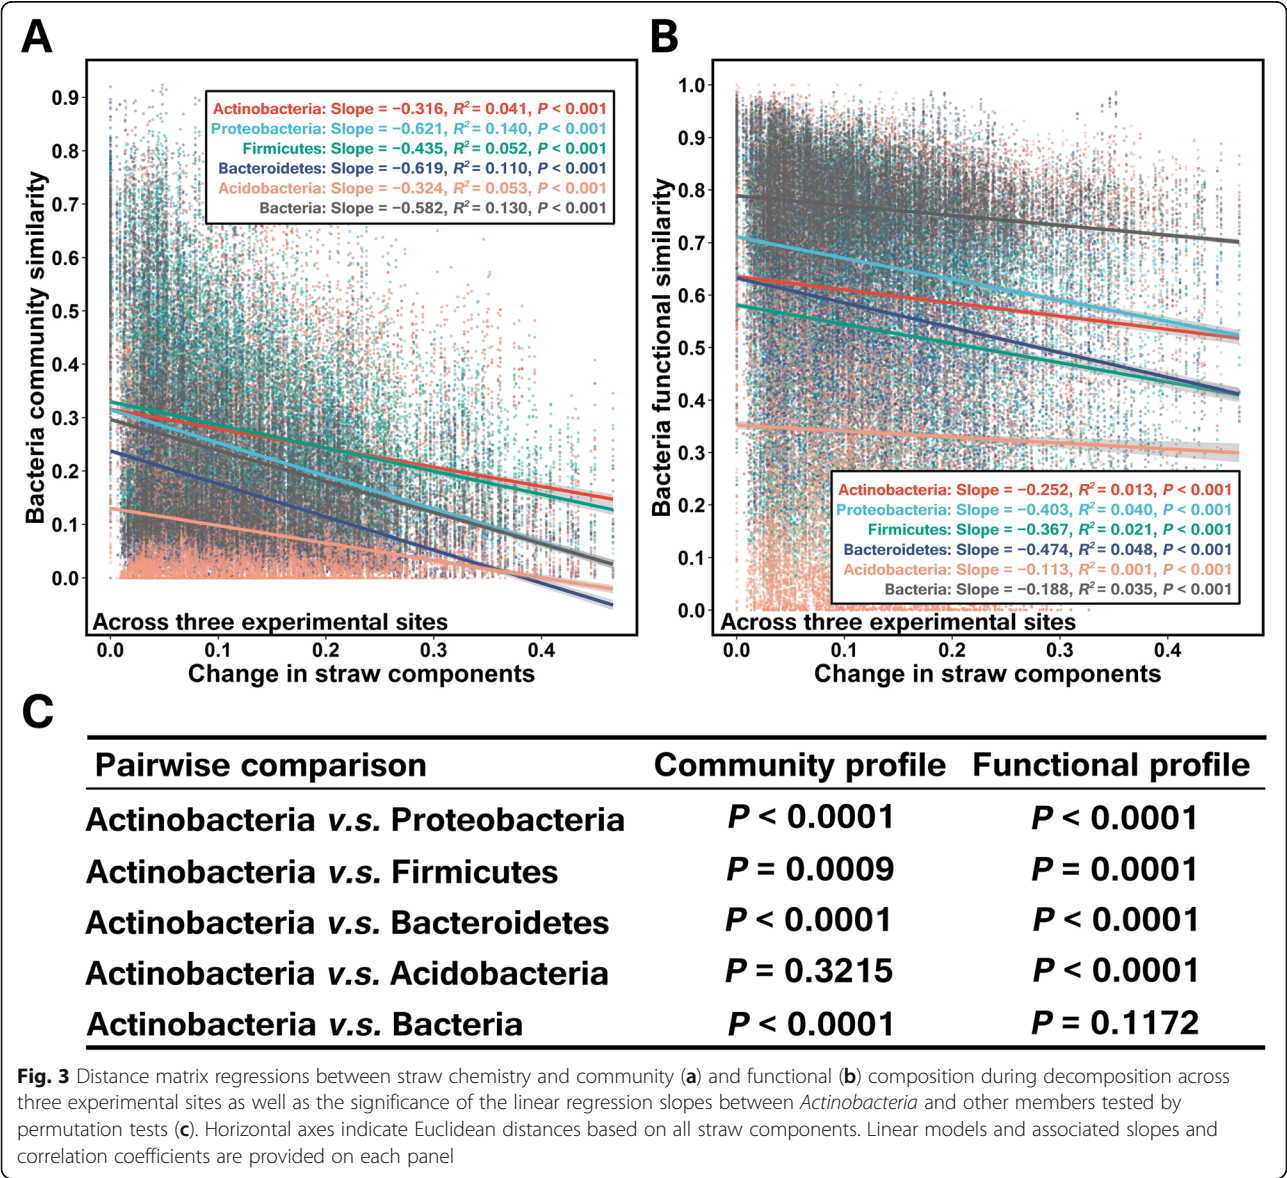 A
Bacteria community similarity
0.9
0.8
0.7
0.6
0.5
0.4
0.3
0.2
0.1
0.0
Actinobacteria: Slope = −0.316, R² = 0.041, P < 0.001
Proteobacteria: Slope = −0.621, R² = 0.140, P < 0.001
Firmicutes: Slope = −0.435, R² = 0.052, P < 0.001
Bacteroidetes: Slope = −0.619, R² = 0.110, P < 0.001
Acidobacteria: Slope = −0.324, R² = 0.053, P < 0.001
Bacteria: Slope = −0.582, R² = 0.130, P < 0.001
Across three experimental sites
0.0 0.1 0.2 0.3 0.4
Change in straw components
B
Bacteria functional similarity
1.0
0.9
0.8
0.7
0.6
0.5
0.4
0.3
0.2
0.1
0.0
Actinobacteria: Slope = −0.252, R² = 0.013, P < 0.001
Proteobacteria: Slope = −0.403, R² = 0.040, P < 0.001
Firmicutes: Slope = −0.367, R² = 0.021, P < 0.001
Bacteroidetes: Slope = −0.474, R² = 0.048, P < 0.001
Acidobacteria: Slope = −0.113, R² = 0.001, P < 0.001
Bacteria: Slope = −0.188, R² = 0.035, P < 0.001
Across three experimental sites
0.0 0.1 0.2 0.3 0.4
Change in straw components
C
Pairwise comparison Community profile Functional profile
Actinobacteria v.s. Proteobacteria P < 0.0001 P < 0.0001
Actinobacteria v.s. Firmicutes P = 0.0009 P = 0.0001
Actinobacteria v.s. Bacteroidetes P < 0.0001 P < 0.0001
Actinobacteria v.s. Acidobacteria P = 0.3215 P < 0.0001
Actinobacteria v.s. Bacteria P < 0.0001 P = 0.1172
Fig. 3 Distance matrix regressions between straw chemistry and community (a) and functional (b) composition during decomposition across
three experimental sites as well as the significance of the linear regression slopes between Actinobacteria and other members tested by
permutation tests (c). Horizontal axes indicate Euclidean distances based on all straw components. Linear models and associated slopes and
correlation coefficients are provided on each panel